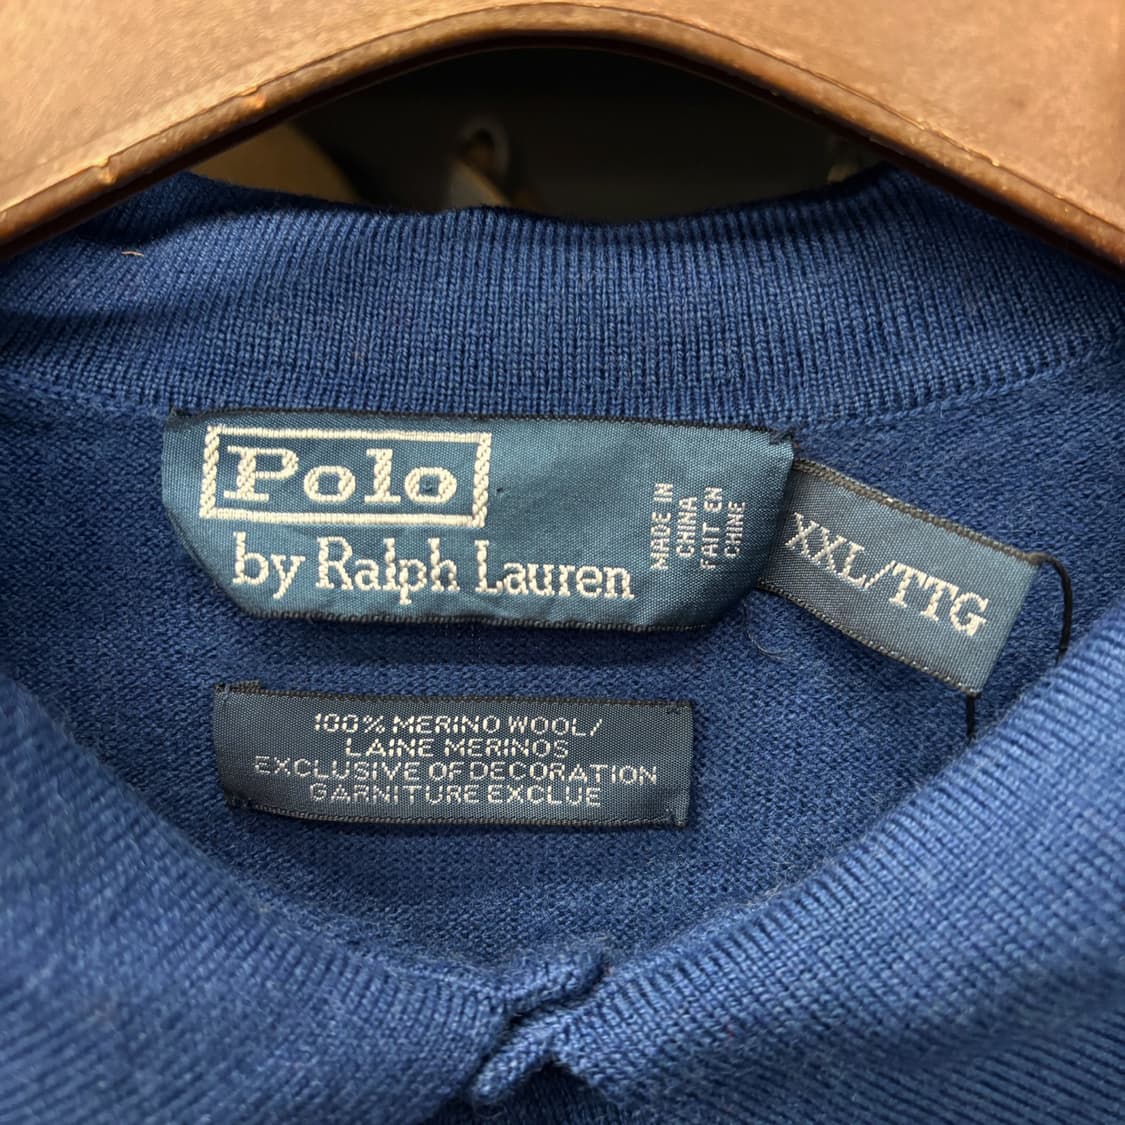 Polo
by Ralph Lauren
MADE IN
CHINA
FAIT EN
CHINE
XXL/TTG
100% MERINO WOOL/
LAINE MERINOS
EXCLUSIVE OF DECORATION
GARNITURE EXCLUE